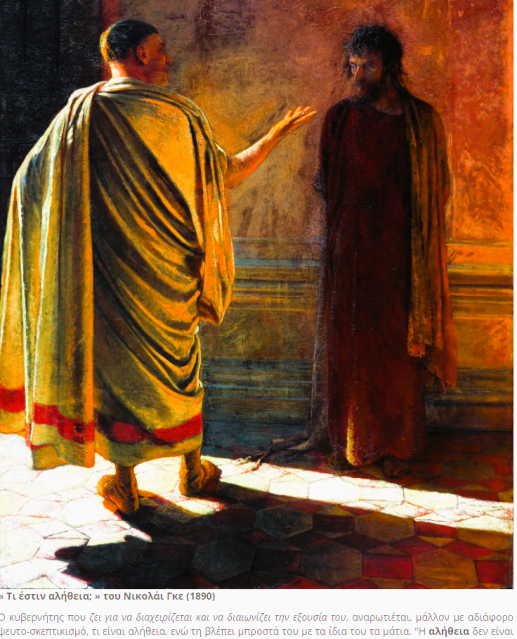 « Τι έστιν αλήθεια; » του Νικολάι Γκε (1890)
Ο κυβερνήτης που ζει για να διαχειρίζεται και να διαιωνίζει την εξουσία του, αναρωτιέται, μάλλον με αδιάφορο
ψευτο-σκεπτικισμό, τι είναι αλήθεια, ενώ τη βλέπει μπροστά του με τα ίδια του τα μάτια. "Η αλήθεια δεν είναι